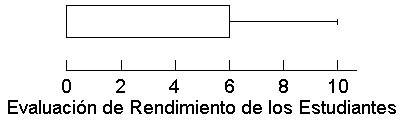 0 2 4 6 8 10
Evaluación de Rendimiento de los Estudiantes